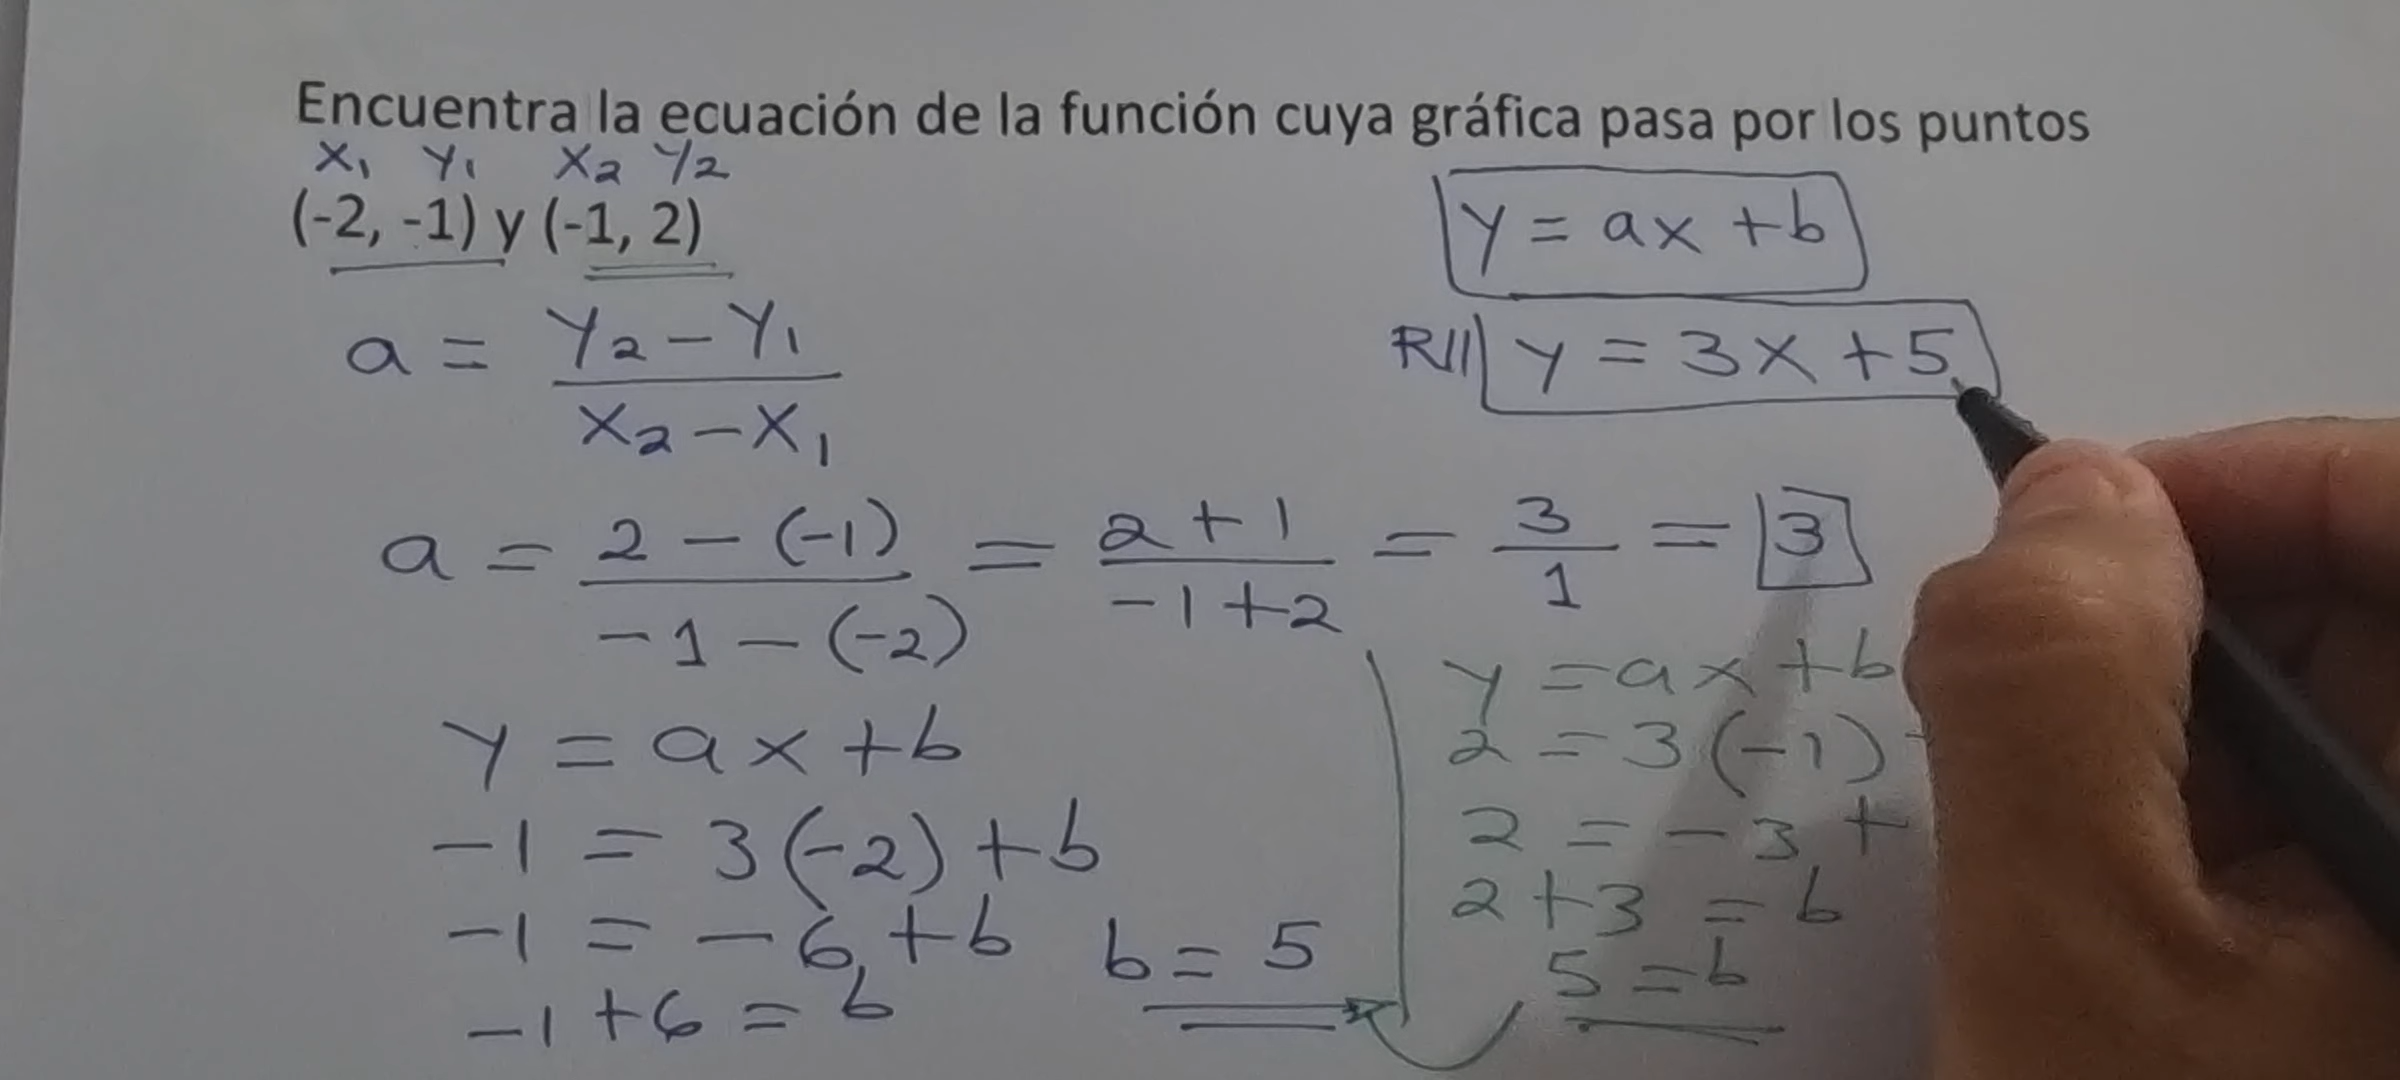 Encuentra la ecuación de la función cuya gráfica pasa por los puntos
x₁ y₁ x₂ y₂
(-2, -1) y (-1, 2)
y = ax + b
a = y₂ - y₁ / x₂ - x₁
R// y = 3x + 5
a = 2 - (-1) / -1 - (-2) = 2 + 1 / -1 + 2 = 3 / 1 = 3
y = ax + b
-1 = 3(-2) + b
-1 = -6 + b
-1 + 6 = b
b = 5
y = ax + b
2 = 3(-1)
2 = -3 +
2 + 3 = b
5 = b